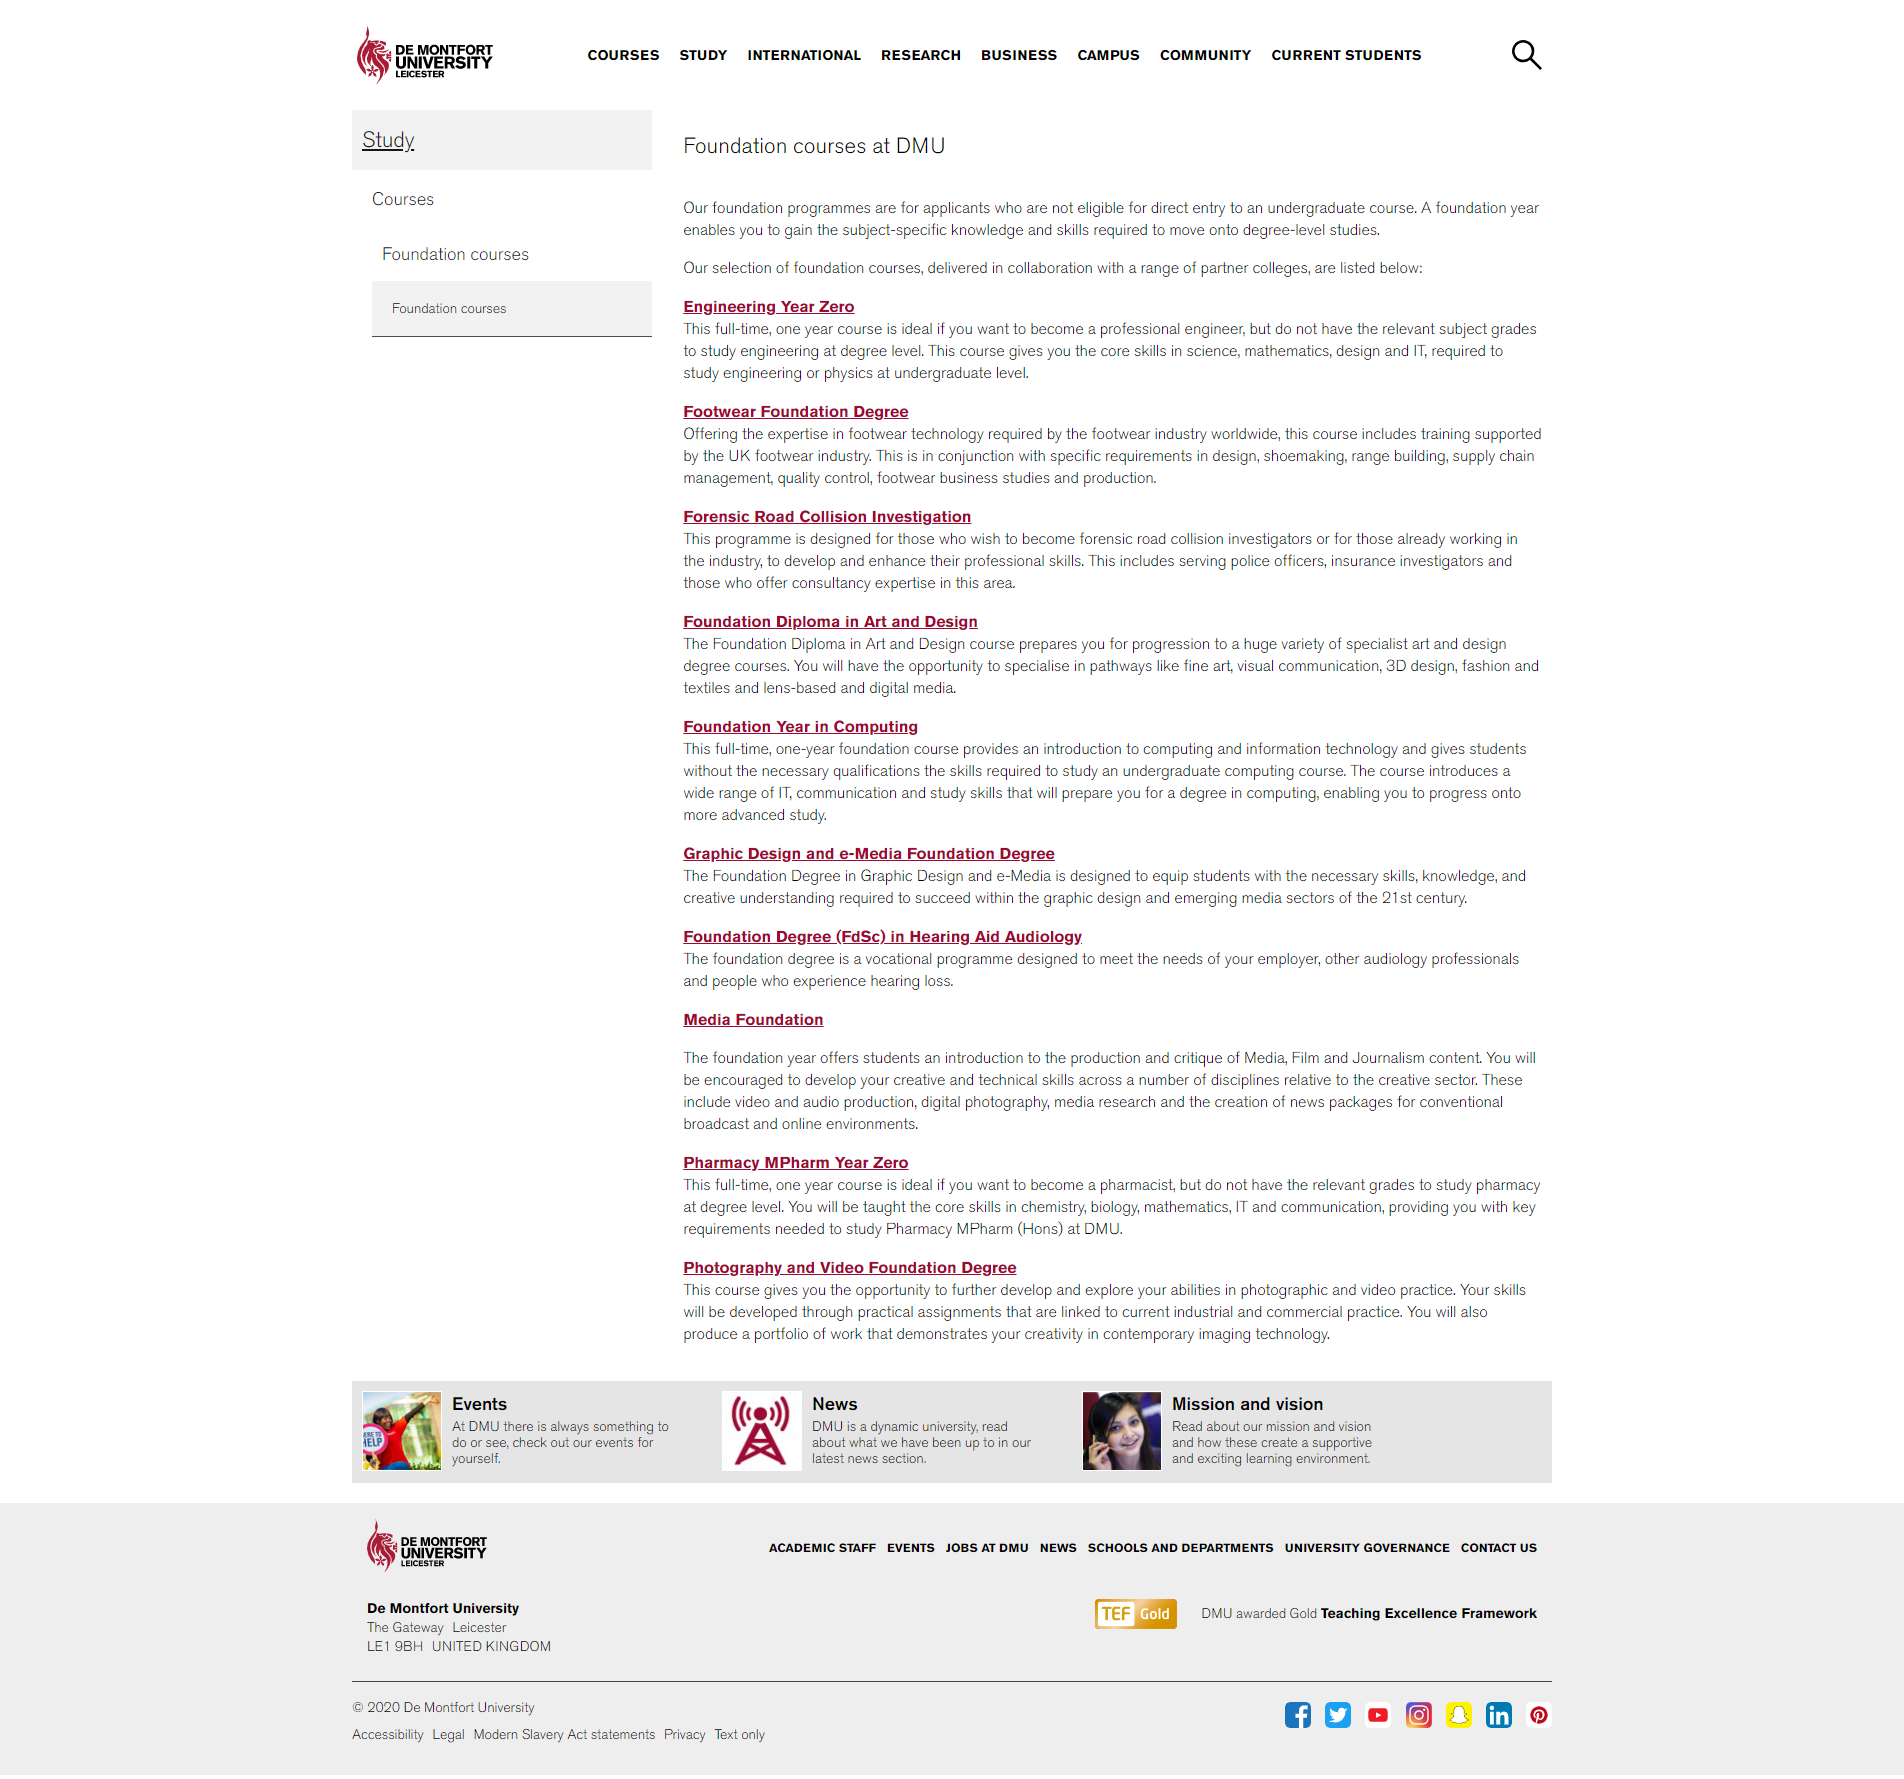 DE MONTFORT
UNIVERSITY
LEICESTER
COURSES STUDY INTERNATIONAL RESEARCH BUSINESS CAMPUS COMMUNITY CURRENT STUDENTS
Study
Courses
Foundation courses
Foundation courses
Foundation courses at DMU
Our foundation programmes are for applicants who are not eligible for direct entry to an undergraduate course. A foundation year
enables you to gain the subject-specific knowledge and skills required to move onto degree-level studies.
Our selection of foundation courses, delivered in collaboration with a range of partner colleges, are listed below:
Engineering Year Zero
This full-time, one year course is ideal if you want to become a professional engineer, but do not have the relevant subject grades
to study engineering at degree level. This course gives you the core skills in science, mathematics, design and IT, required to
study engineering or physics at undergraduate level.
Footwear Foundation Degree
Offering the expertise in footwear technology required by the footwear industry worldwide, this course includes training supported
by the UK footwear industry. This is in conjunction with specific requirements in design, shoemaking, range building, supply chain
management, quality control, footwear business studies and production.
Forensic Road Collision Investigation
This programme is designed for those who wish to become forensic road collision investigators or for those already working in
the industry, to develop and enhance their professional skills. This includes serving police officers, insurance investigators and
those who offer consultancy expertise in this area.
Foundation Diploma in Art and Design
The Foundation Diploma in Art and Design course prepares you for progression to a huge variety of specialist art and design
degree courses. You will have the opportunity to specialise in pathways like fine art, visual communication, 3D design, fashion and
textiles and lens-based and digital media.
Foundation Year in Computing
This full-time, one-year foundation course provides an introduction to computing and information technology and gives students
without the necessary qualifications the skills required to study an undergraduate computing course. The course introduces a
wide range of IT, communication and study skills that will prepare you for a degree in computing, enabling you to progress onto
more advanced study.
Graphic Design and e-Media Foundation Degree
The Foundation Degree in Graphic Design and e-Media is designed to equip students with the necessary skills, knowledge, and
creative understanding required to succeed within the graphic design and emerging media sectors of the 21st century.
Foundation Degree (FdSc) in Hearing Aid Audiology
The foundation degree is a vocational programme designed to meet the needs of your employer, other audiology professionals
and people who experience hearing loss.
Media Foundation
The foundation year offers students an introduction to the production and critique of Media, Film and Journalism content. You will
be encouraged to develop your creative and technical skills across a number of disciplines relative to the creative sector. These
include video and audio production, digital photography, media research and the creation of news packages for conventional
broadcast and online environments.
Pharmacy MPharm Year Zero
This full-time, one year course is ideal if you want to become a pharmacist, but do not have the relevant grades to study pharmacy
at degree level. You will be taught the core skills in chemistry, biology, mathematics, IT and communication, providing you with key
requirements needed to study Pharmacy MPharm (Hons) at DMU.
Photography and Video Foundation Degree
This course gives you the opportunity to further develop and explore your abilities in photographic and video practice. Your skills
will be developed through practical assignments that are linked to current industrial and commercial practice. You will also
produce a portfolio of work that demonstrates your creativity in contemporary imaging technology.
HERE TO
HELP
Events
At DMU there is always something to
do or see, check out our events for
yourself.
News
DMU is a dynamic university, read
about what we have been up to in our
latest news section.
Mission and vision
Read about our mission and vision
and how these create a supportive
and exciting learning environment.
DE MONTFORT
UNIVERSITY
LEICESTER
ACADEMIC STAFF EVENTS JOBS AT DMU NEWS SCHOOLS AND DEPARTMENTS UNIVERSITY GOVERNANCE CONTACT US
De Montfort University
The Gateway Leicester
LE1 9BH UNITED KINGDOM
TEF Gold
DMU awarded Gold Teaching Excellence Framework
© 2020 De Montfort University
Accessibility Legal Modern Slavery Act statements Privacy Text only